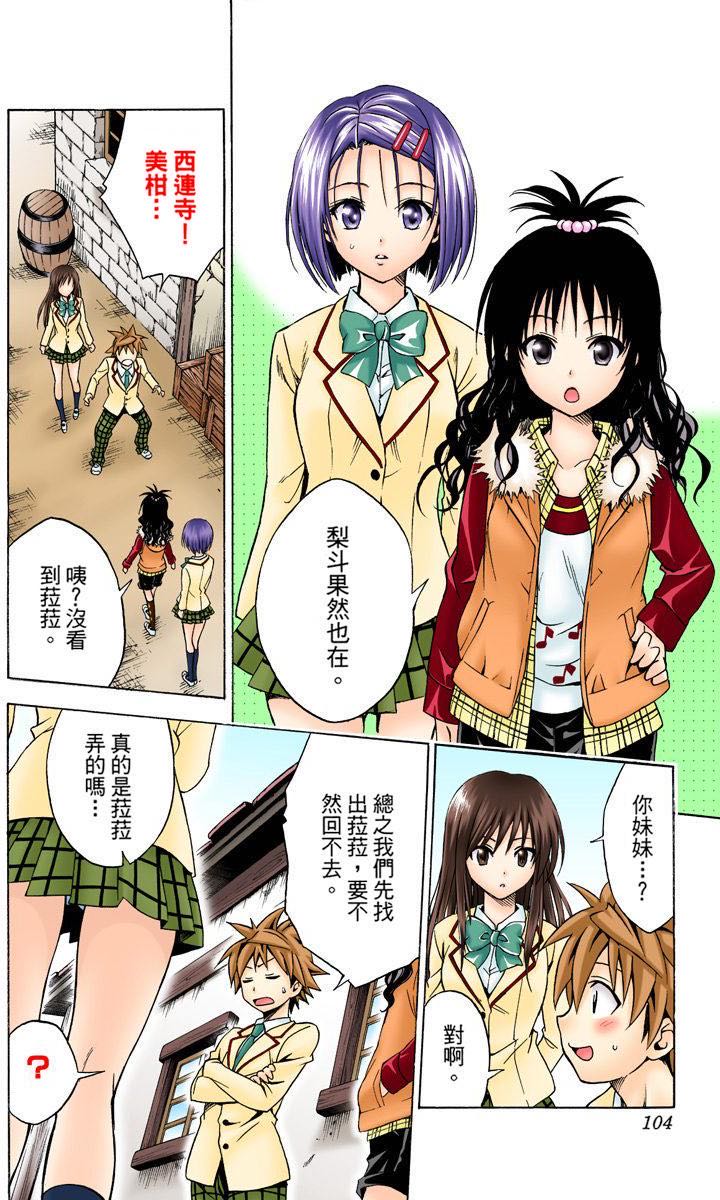 梨斗果然也在。
西連寺！
美柑…
咦？沒看
到菈菈。
你妹妹…？
對啊。
總之我們先找
出菈菈，要不
然回不去。
真的是菈菈
弄的嗎…
？
104